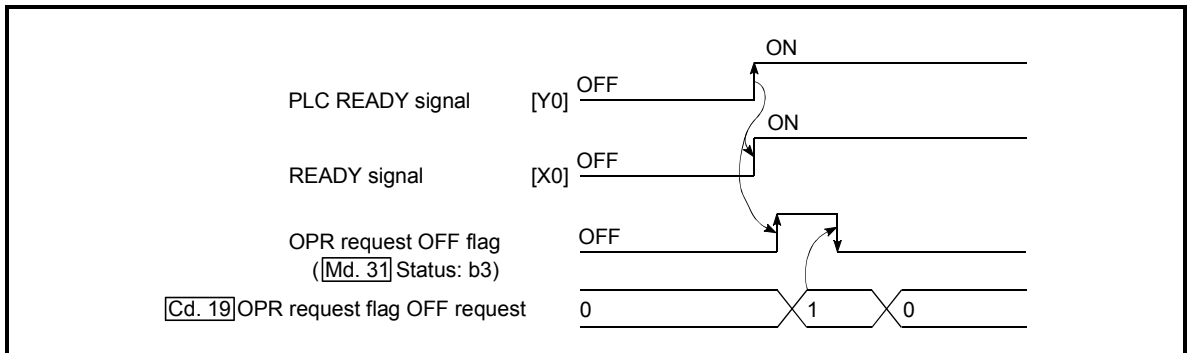 ON
PLC READY signal [Y0] OFF
ON
READY signal [X0] OFF
OPR request OFF flag OFF
(Md. 31 Status: b3)
Cd. 19 OPR request flag OFF request 0 1 0